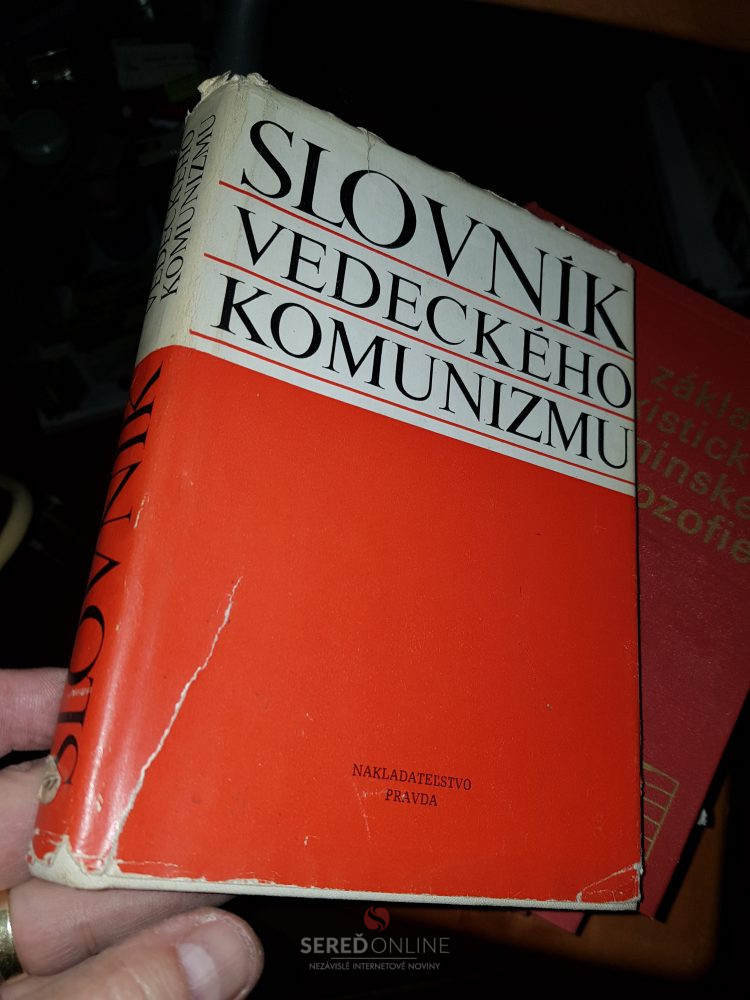 SLOVNÍK
VEDECKÉHO
KOMUNIZMU
NAKLADATEĽSTVO
PRAVDA
SLOVNÍK
VEDECKÉHO
KOMUNIZMU
SEREĎONLINE
NEZÁVISLÉ INTERNETOVÉ NOVINY